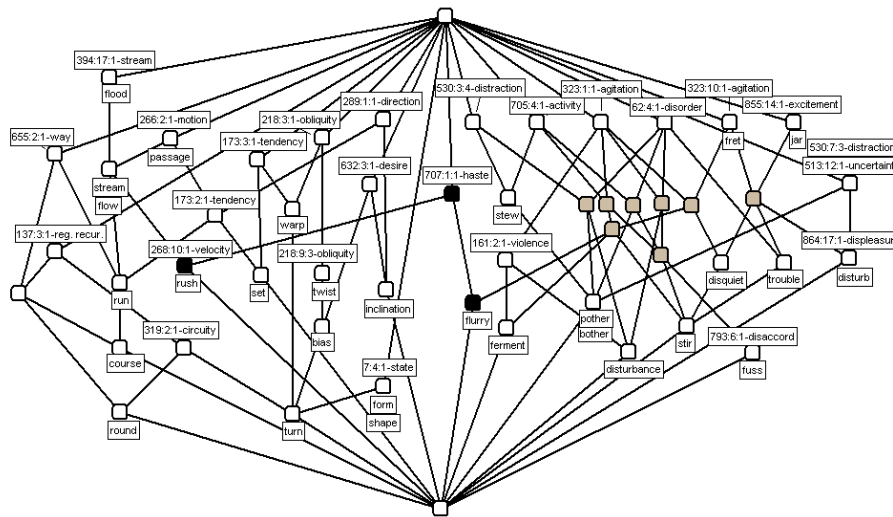 394:17:1-stream
flood
530:3:4-distraction
323:1:1-agitation
323:10:1-agitation
289:1:1-direction
705:4:1-activity
62:4:1-disorder
855:14:1-excitement
266:2:1-motion
218:3:1-obliquity
fret
jar
655:2:1-way
passage
173:3:1-tendency
530:7:3-distraction
513:12:1-uncertaint
632:3:1-desire
707:1:1-haste
stream
flow
173:2:1-tendency
warp
stew
137:3:1-reg. recur.
268:10:1-velocity
218:9:3-obliquity
161:2:1-violence
864:17:1-displeasur
rush
set
twist
disquiet
trouble
disturb
run
inclination
flurry
pother
bother
319:2:1-circuity
bias
ferment
stir
793:6:1-disaccord
course
7:4:1-state
disturbance
fuss
form
shape
round
turn